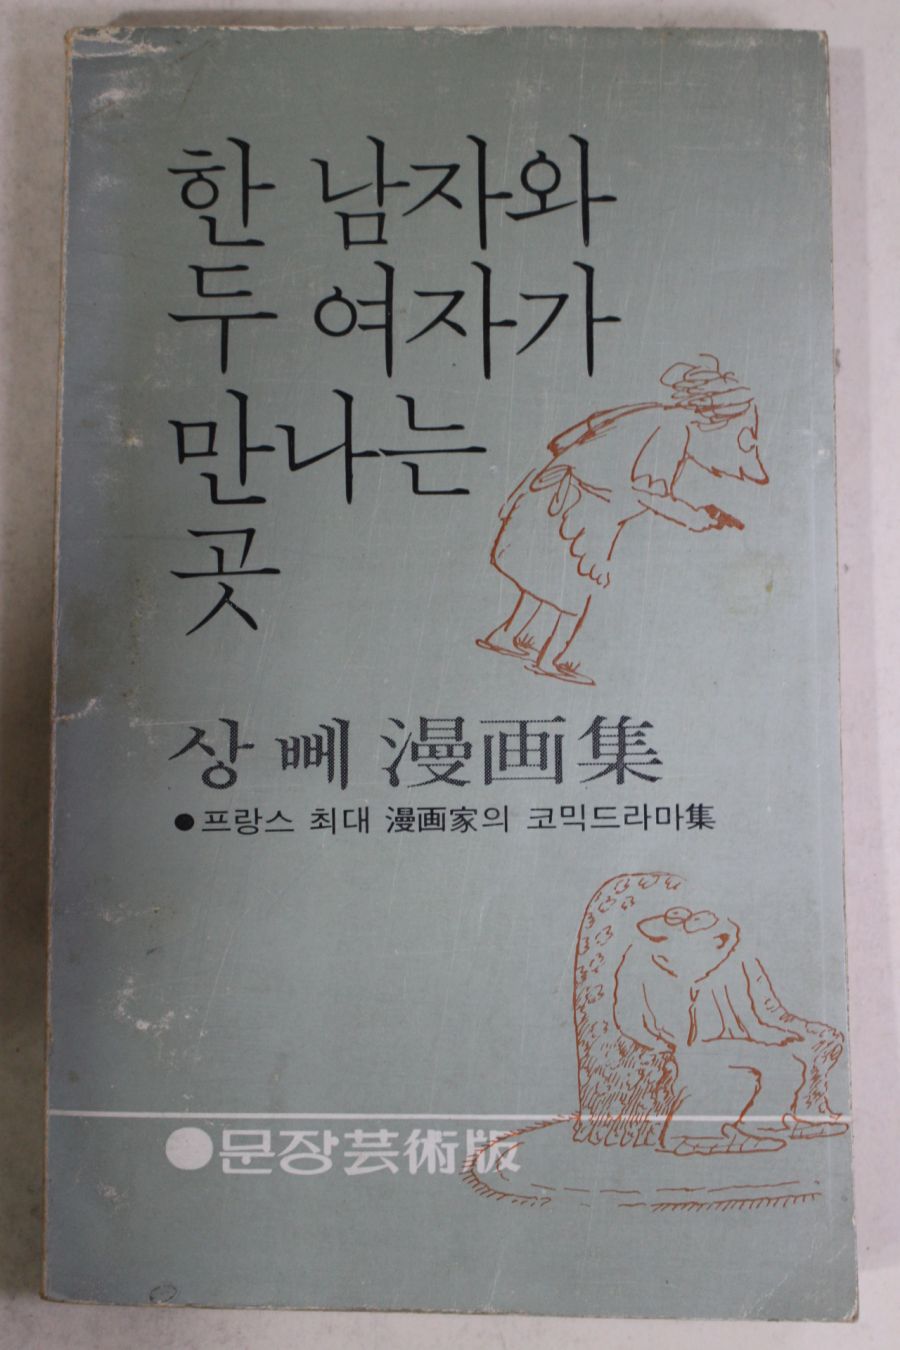 한 남자와
두 여자가
만나는
곳
상뻬 漫画集
●프랑스 최대 漫画家의 코믹드라마集
●문장芸術版